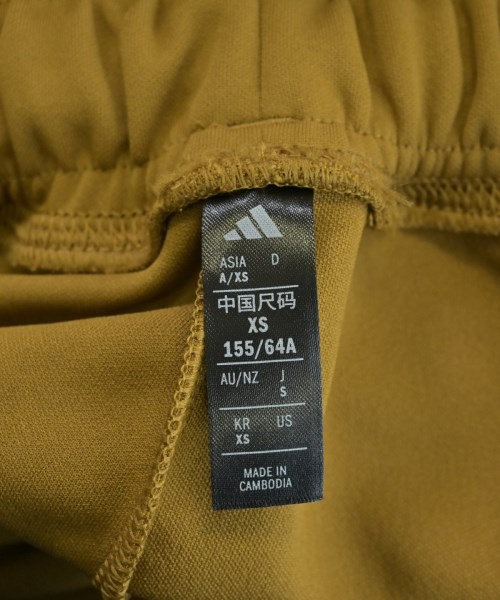 ASIA D
A/XS
中国尺码
XS
155/64A
AU/NZ J
S
KR US
XS
MADE IN
CAMBODIA